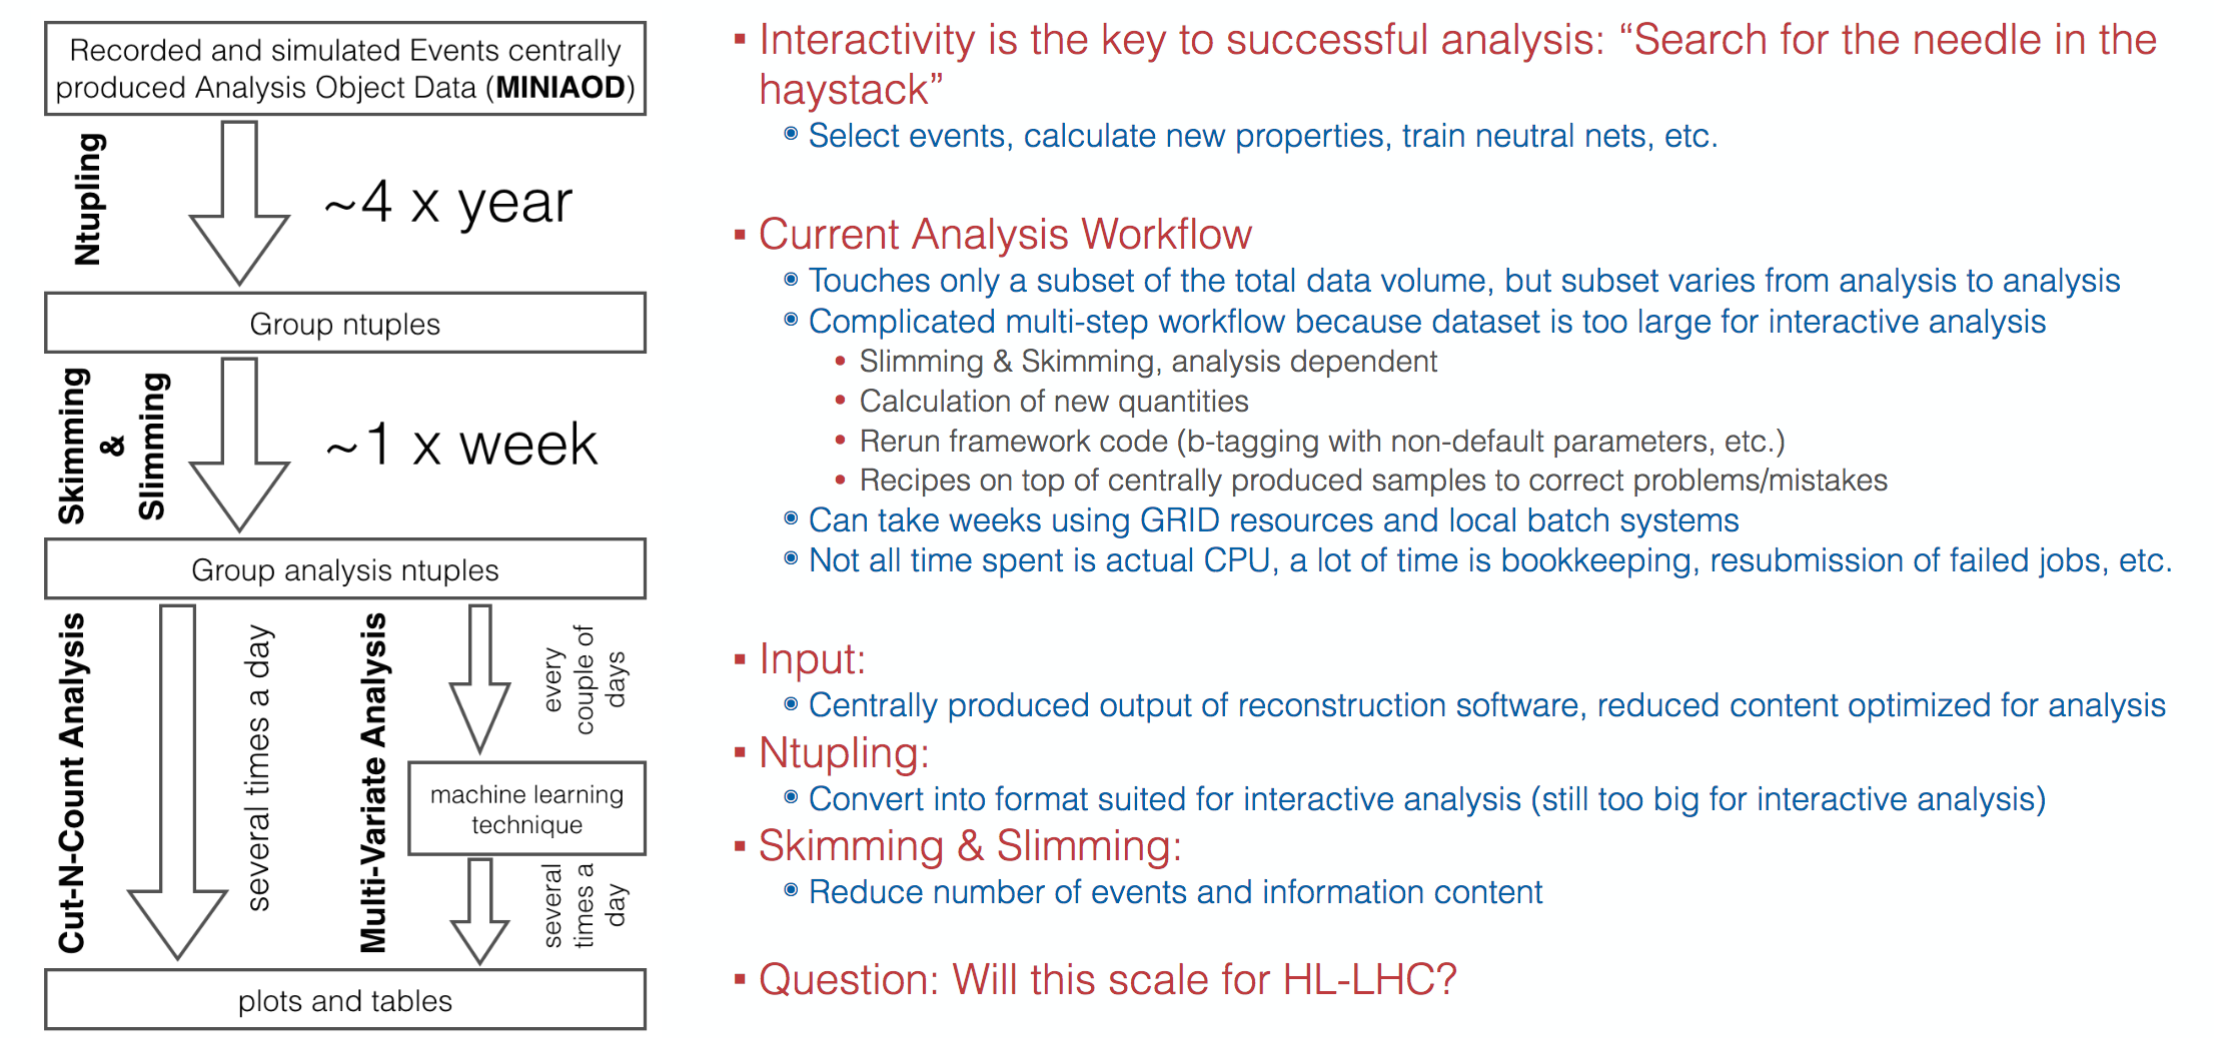 Recorded and simulated Events centrally
produced Analysis Object Data (MINIAOD)
Ntupling
~4 x year
Group ntuples
Skimming
&
Slimming
~1 x week
Group analysis ntuples
Cut-N-Count Analysis
several times a day
Multi-Variate Analysis
every
couple of
days
machine learning
technique
several
times a
day
plots and tables
▪ Interactivity is the key to successful analysis: “Search for the needle in the
haystack”
◉ Select events, calculate new properties, train neutral nets, etc.
▪ Current Analysis Workflow
◉ Touches only a subset of the total data volume, but subset varies from analysis to analysis
◉ Complicated multi-step workflow because dataset is too large for interactive analysis
• Slimming & Skimming, analysis dependent
• Calculation of new quantities
• Rerun framework code (b-tagging with non-default parameters, etc.)
• Recipes on top of centrally produced samples to correct problems/mistakes
◉ Can take weeks using GRID resources and local batch systems
◉ Not all time spent is actual CPU, a lot of time is bookkeeping, resubmission of failed jobs, etc.
▪ Input:
◉ Centrally produced output of reconstruction software, reduced content optimized for analysis
▪ Ntupling:
◉ Convert into format suited for interactive analysis (still too big for interactive analysis)
▪ Skimming & Slimming:
◉ Reduce number of events and information content
▪ Question: Will this scale for HL-LHC?